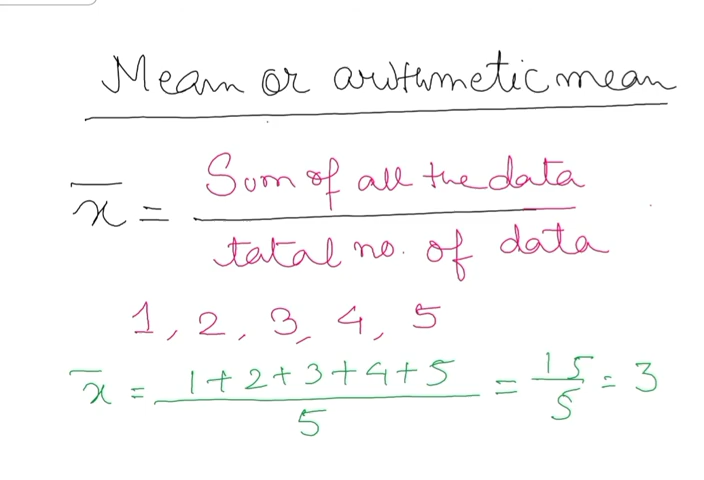 Mean or arithmetic mean
x̄ = Sum of all the data / tatal no. of data
1, 2, 3, 4, 5
x̄ = 1+2+3+4+5 / 5 = 15/5 = 3